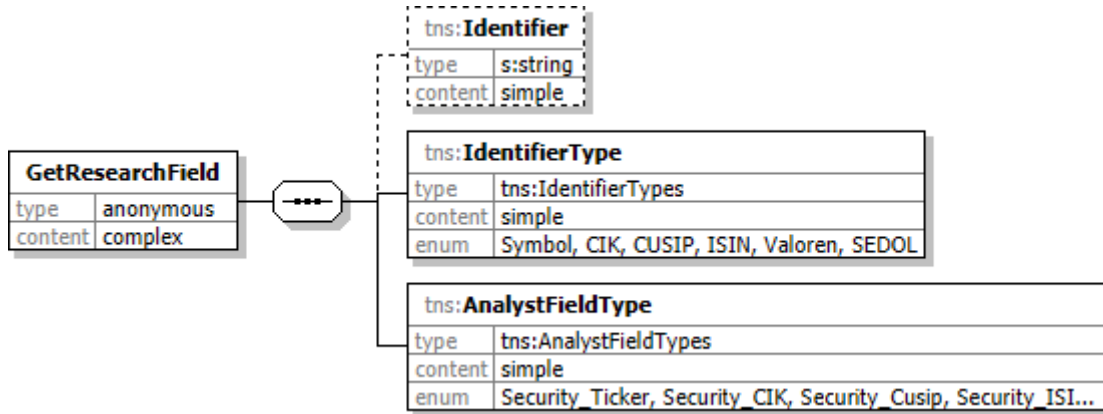 tns:Identifier
type s:string
content simple
GetResearchField
type anonymous
content complex
tns:IdentifierType
type tns:IdentifierTypes
content simple
enum Symbol, CIK, CUSIP, ISIN, Valoren, SEDOL
tns:AnalystFieldType
type tns:AnalystFieldTypes
content simple
enum Security_Ticker, Security_CIK, Security_Cusip, Security_ISI...